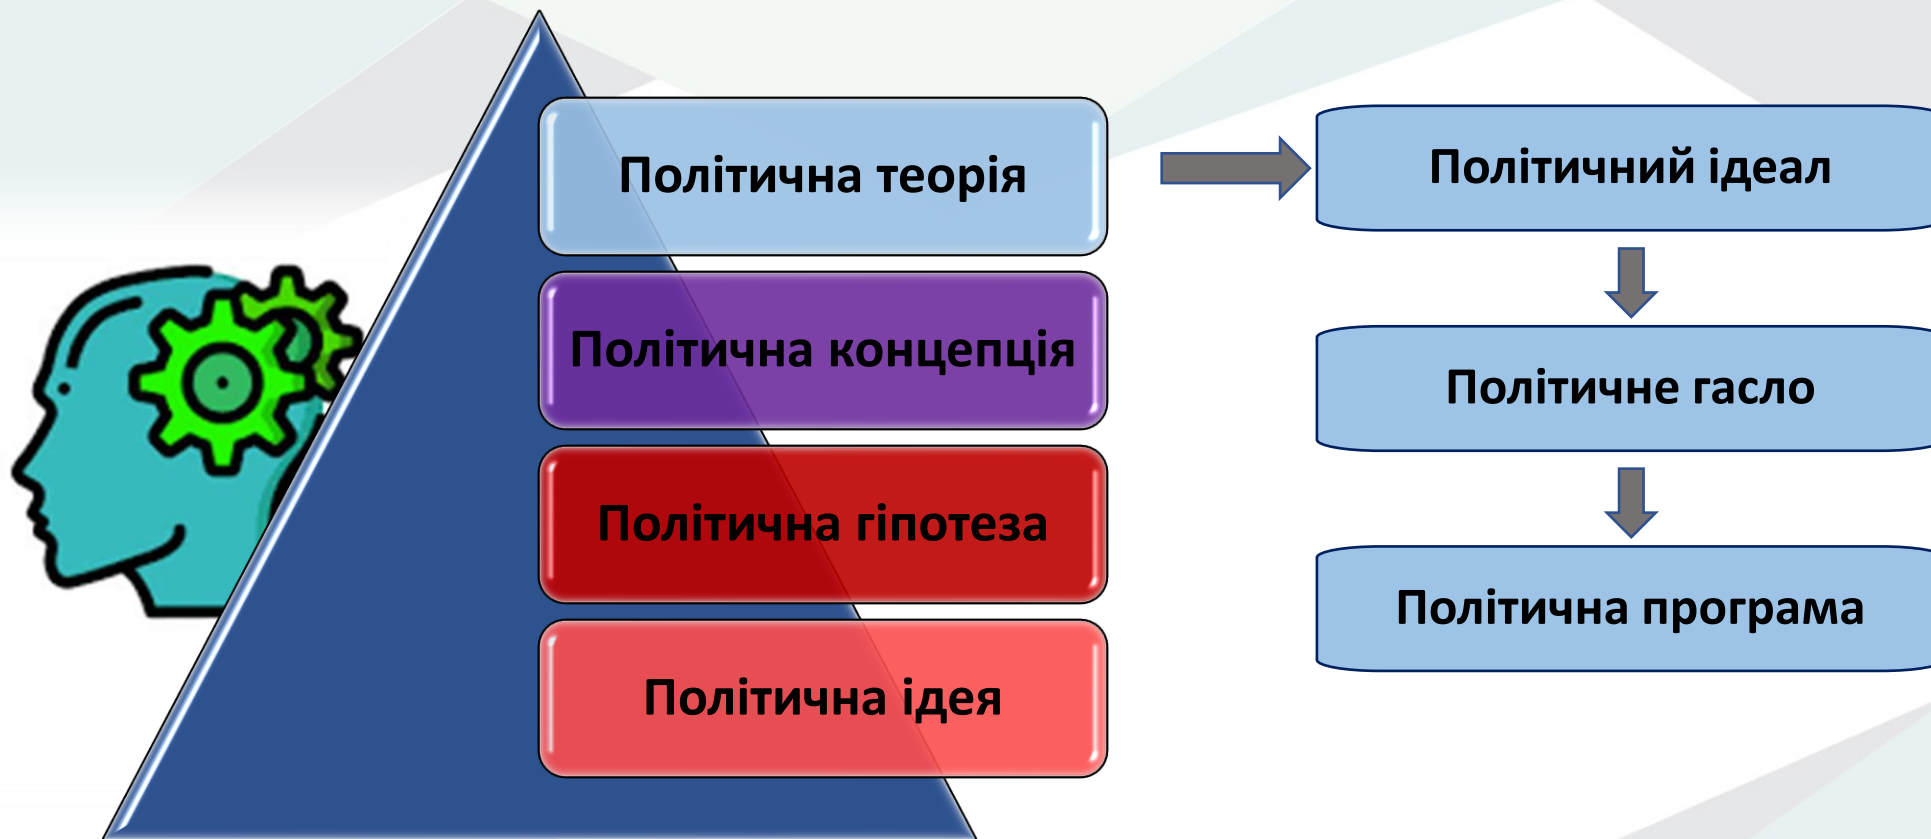 Політична теорія
Політична концепція
Політична гіпотеза
Політична ідея
Політичний ідеал
Політичне гасло
Політична програма